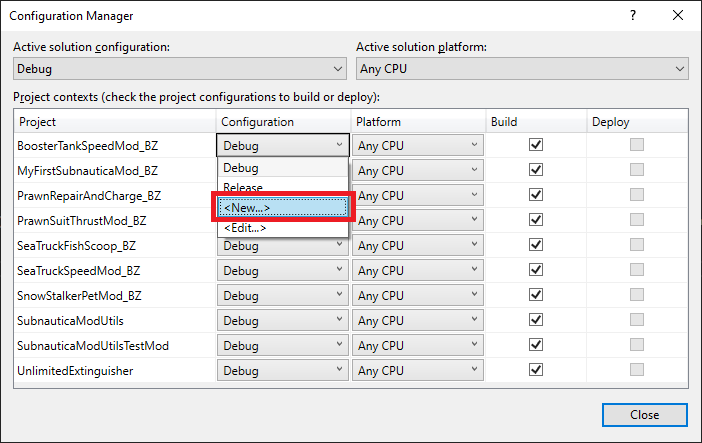 Configuration Manager
Active solution configuration: Active solution platform:
Debug Any CPU
Project contexts (check the project configurations to build or deploy):
Project Configuration Platform Build Deploy
BoosterTankSpeedMod_BZ Debug Any CPU
MyFirstSubnauticaMod_BZ Debug Any CPU
PrawnRepairAndCharge_BZ Release Any CPU
PrawnSuitThrustMod_BZ <New...> Any CPU
<Edit...>
SeaTruckFishScoop_BZ Debug Any CPU
SeaTruckSpeedMod_BZ Debug Any CPU
SnowStalkerPetMod_BZ Debug Any CPU
SubnauticaModUtils Debug Any CPU
SubnauticaModUtilsTestMod Debug Any CPU
UnlimitedExtinguisher Debug Any CPU
Close